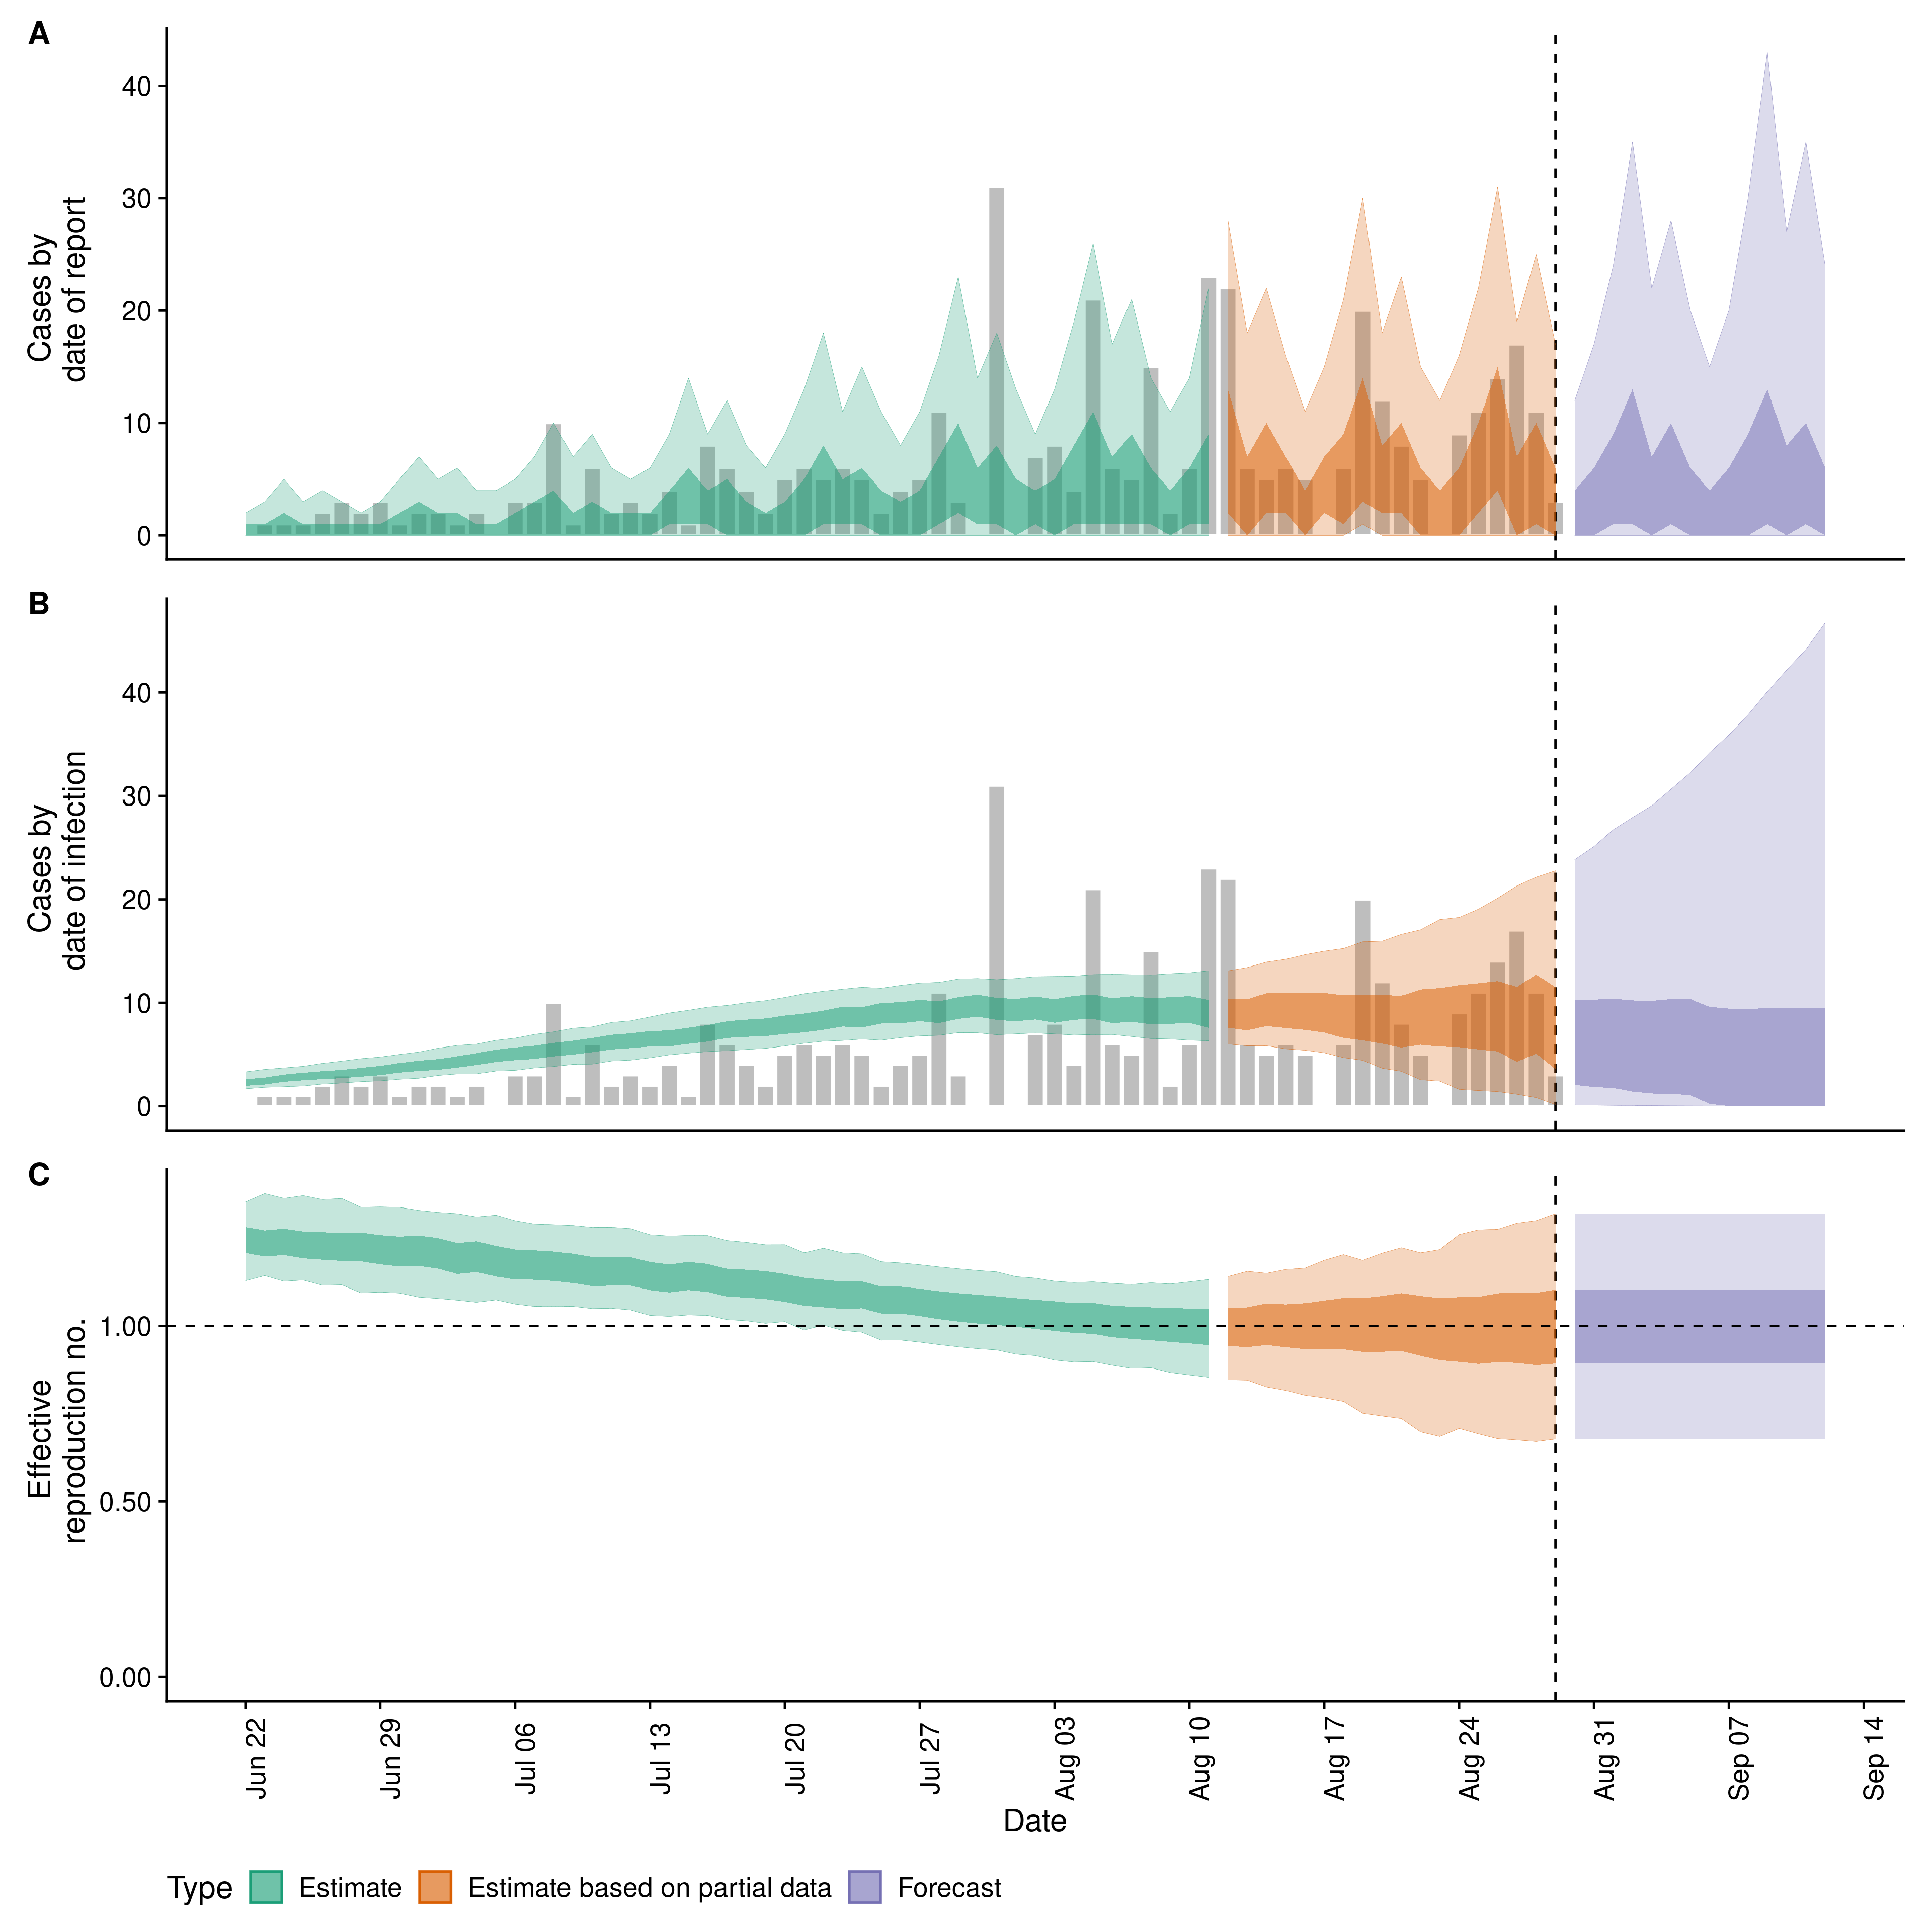 A
Cases by
date of report
40
30
20
10
0
B
Cases by
date of infection
40
30
20
10
0
C
Effective
reproduction no.
1.00
0.50
0.00
Jun 22
Jun 29
Jul 06
Jul 13
Jul 20
Jul 27
Aug 03
Aug 10
Aug 17
Aug 24
Aug 31
Sep 07
Sep 14
Date
Type Estimate Estimate based on partial data Forecast